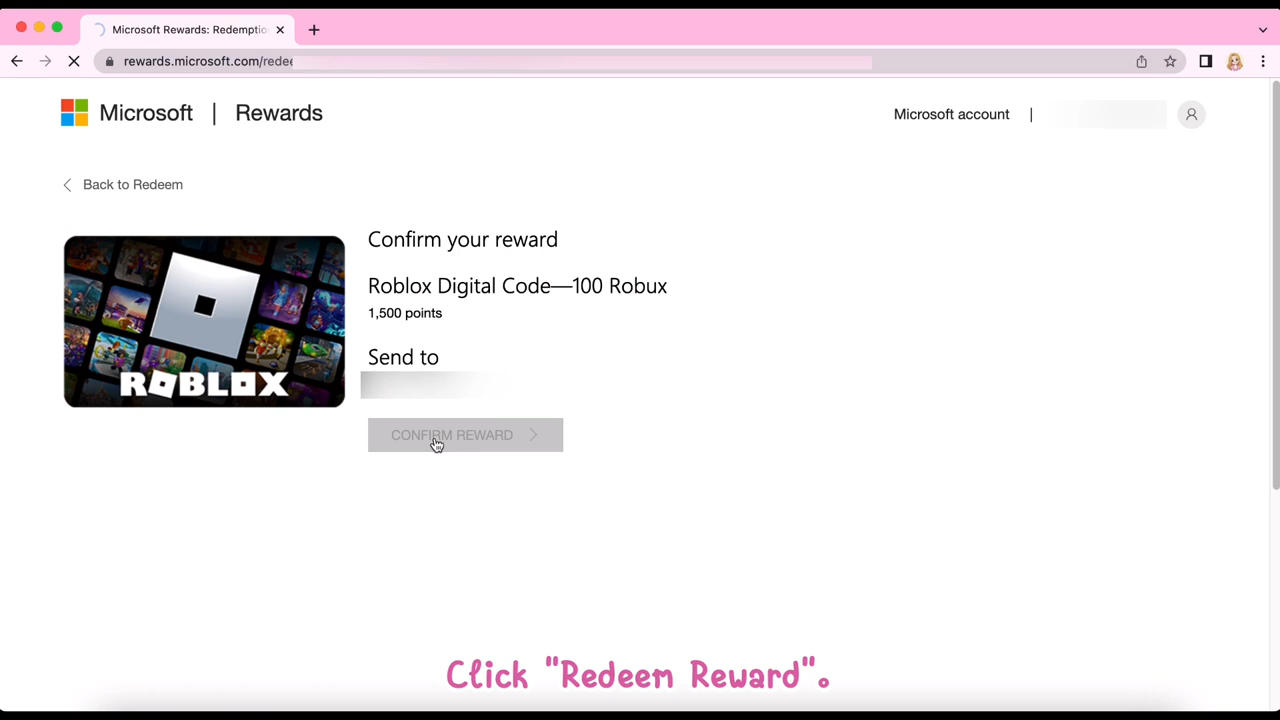 Microsoft Rewards: Redemptio
rewards.microsoft.com/redee
Microsoft | Rewards
Microsoft account |
Back to Redeem
Confirm your reward
Roblox Digital Code—100 Robux
1,500 points
Send to
ROBLOX
CONFIRM REWARD
Click "Redeem Reward".